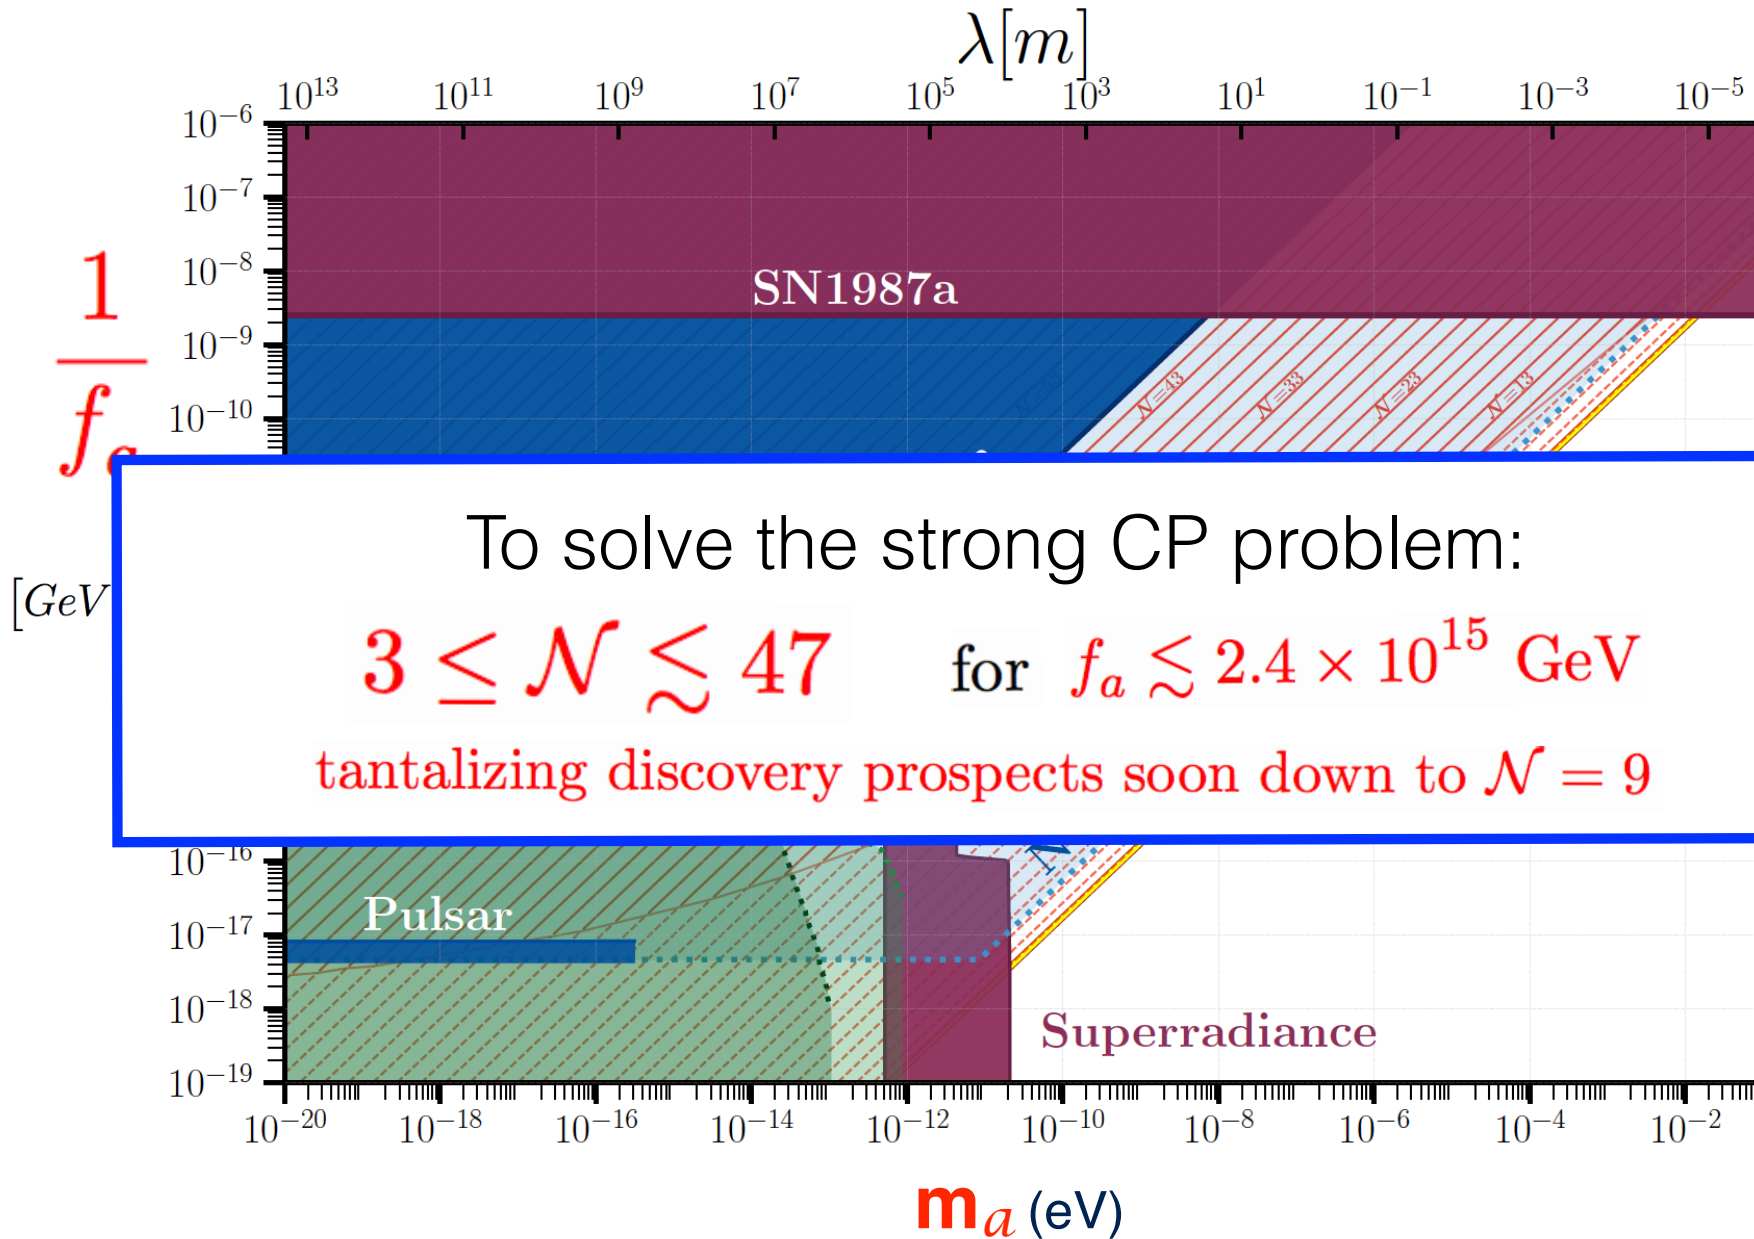 λ[m]
10^13 10^11 10^9 10^7 10^5 10^3 10^1 10^−1 10^−3 10^−5
10^−6
10^−7
10^−8
SN1987a
1
10^−9
f_a
N=43 N=33 N=23 N=13
10^−10
To solve the strong CP problem:
[GeV
3 ≤ N ≲ 47 for f_a ≲ 2.4 × 10^15 GeV
tantalizing discovery prospects soon down to N = 9
10^−16
Pulsar
10^−17
10^−18
Superradiance
10^−19
10^−20 10^−18 10^−16 10^−14 10^−12 10^−10 10^−8 10^−6 10^−4 10^−2
m_a (eV)